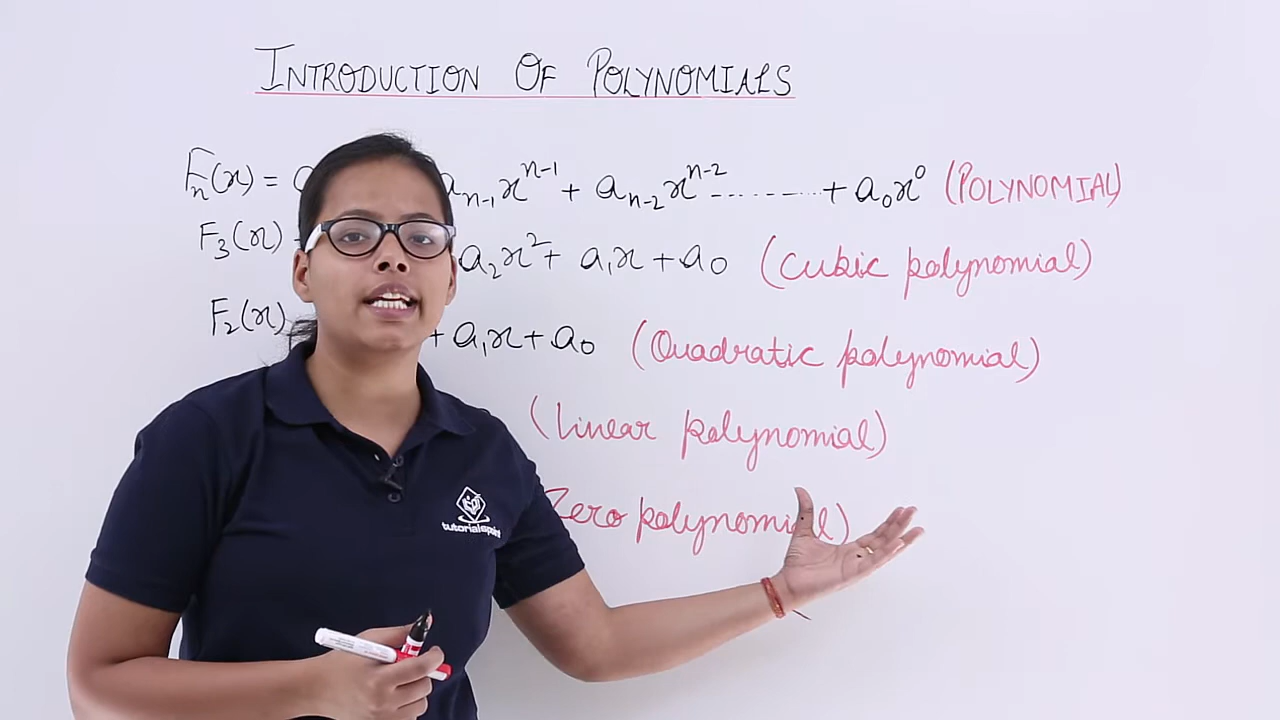 INTRODUCTION OF POLYNOMIALS
Fₙ(x) = aₙ₋₁xⁿ⁻¹ + aₙ₋₂xⁿ⁻² ........ + a₀x⁰ (POLYNOMIAL)
F₃(x) a₂x² + a₁x + a₀ (Cubic polynomial)
F₂(x) + a₁x + a₀ (Quadratic polynomial)
(Linear polynomial)
Zero polynomial)
tutorialspoint